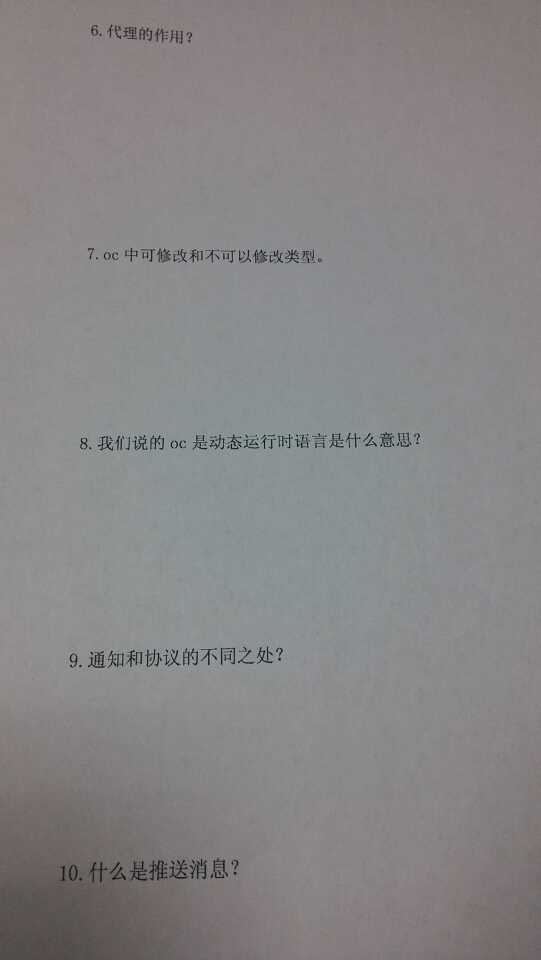 6.代理的作用?
7.oc 中可修改和不可以修改类型。
8.我们说的 oc 是动态运行时语言是什么意思?
9.通知和协议的不同之处?
10.什么是推送消息?